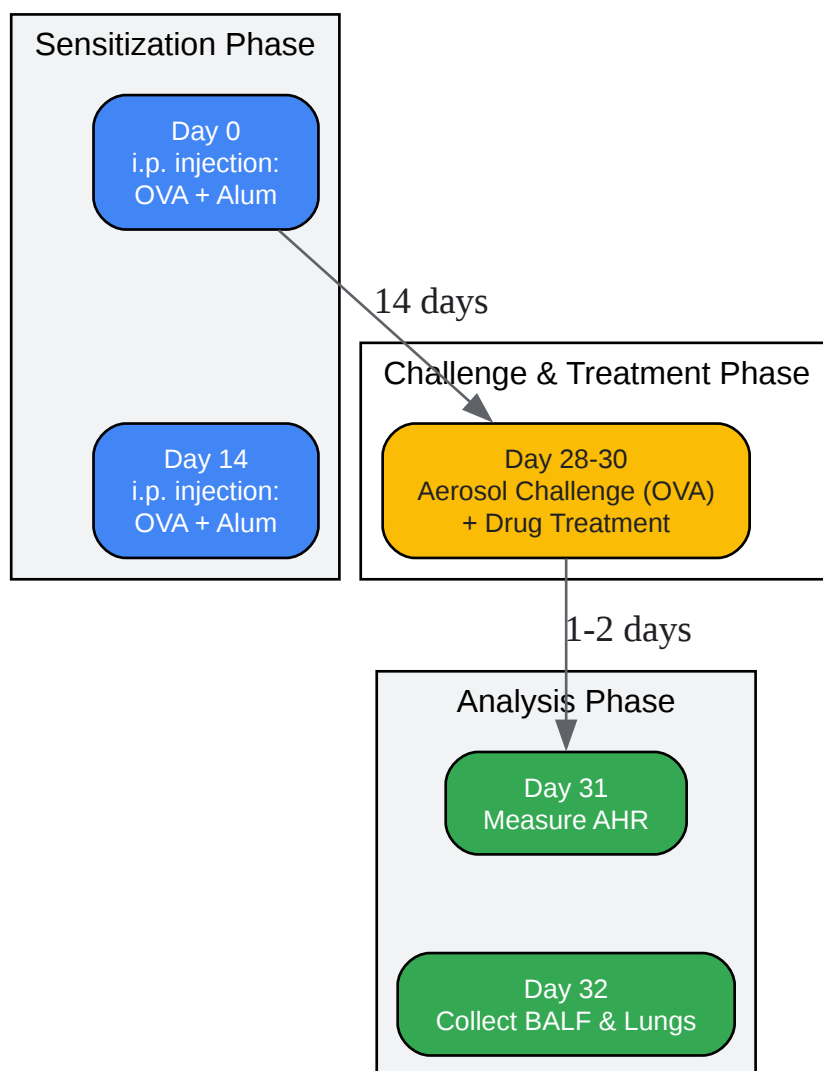 Sensitization Phase
Day 0
i.p. injection:
OVA + Alum
14 days
Challenge & Treatment Phase
Day 14
i.p. injection:
OVA + Alum
Day 28-30
Aerosol Challenge (OVA)
+ Drug Treatment
1-2 days
Analysis Phase
Day 31
Measure AHR
Day 32
Collect BALF & Lungs